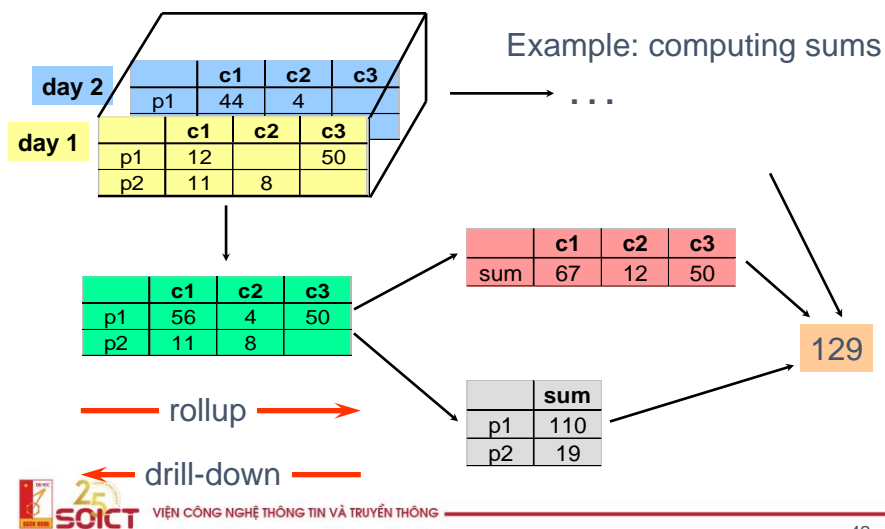 Example: computing sums
day 2
c1 c2 c3
p1 44 4
. . .
day 1
c1 c2 c3
p1 12 50
p2 11 8
c1 c2 c3
sum 67 12 50
c1 c2 c3
p1 56 4 50
p2 11 8
129
sum
p1 110
p2 19
rollup
drill-down
25
SOICT VIỆN CÔNG NGHỆ THÔNG TIN VÀ TRUYỀN THÔNG